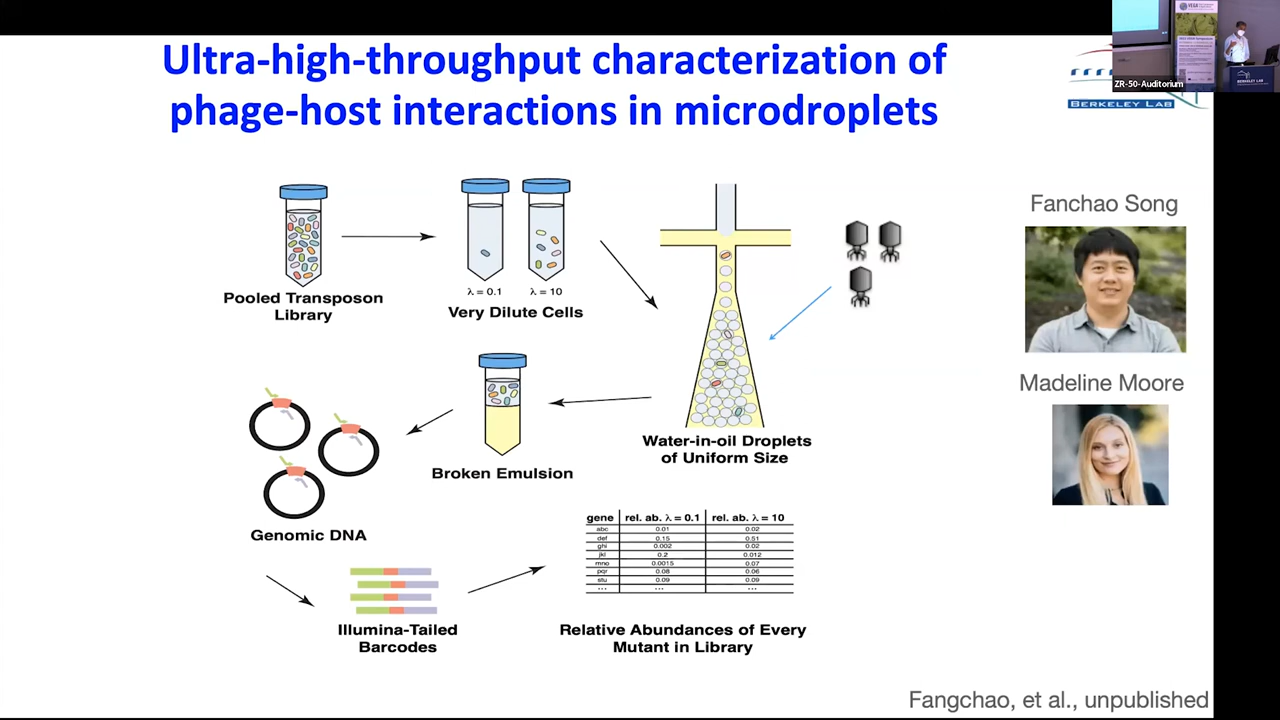 Ultra-high-throughput characterization of
phage-host interactions in microdroplets
BERKELEY LAB
ZR-50-Auditorium
BERKELEY LAB
Pooled Transposon
Library
λ = 0.1
λ = 10
Very Dilute Cells
Water-in-oil Droplets
of Uniform Size
Fanchao Song
Madeline Moore
Broken Emulsion
Genomic DNA
Illumina-Tailed
Barcodes
gene rel. ab. λ = 0.1 rel. ab. λ = 10
abc 0.01 0.02
def 0.15 0.51
ghi 0.002 0.02
jkl 0.2 0.012
mno 0.0015 0.07
pqr 0.08 0.06
stu 0.09 0.09
... ... ...
Relative Abundances of Every
Mutant in Library
Fangchao, et al., unpublished